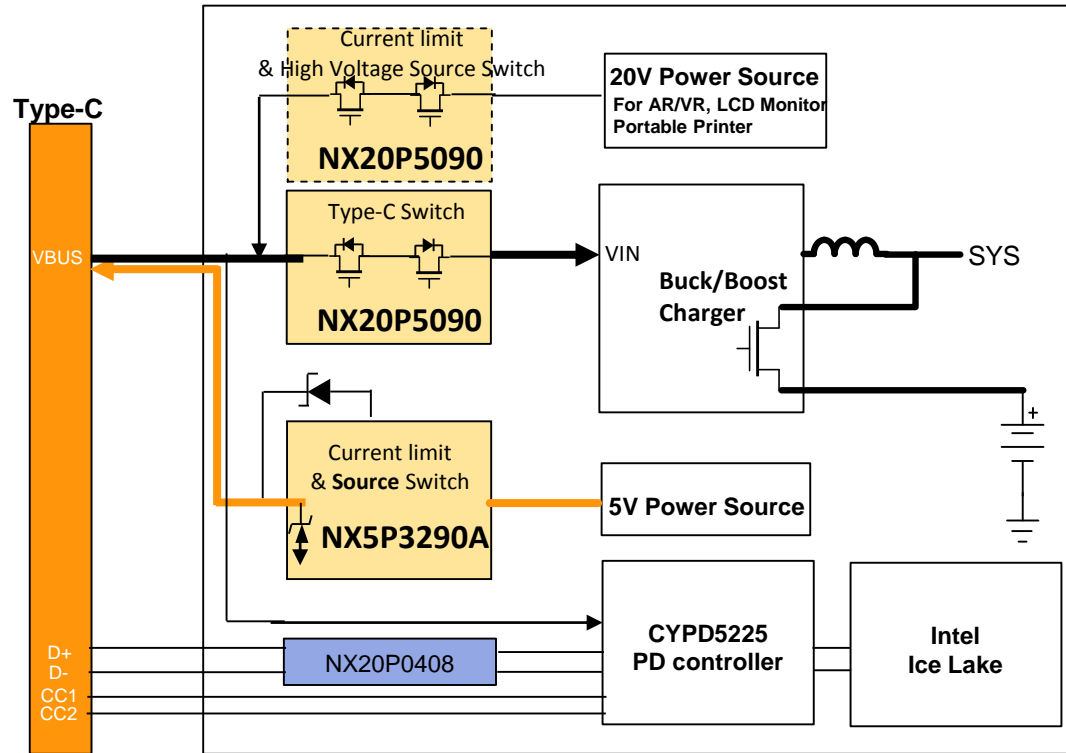 Current limit
& High Voltage Source Switch
NX20P5090
20V Power Source
For AR/VR, LCD Monitor
Portable Printer
Type-C
Type-C Switch
NX20P5090
VBUS
VIN
Buck/Boost
Charger
SYS
+
Current limit
& Source Switch
NX5P3290A
5V Power Source
CYPD5225
PD controller
Intel
Ice Lake
NX20P0408
D+
D-
CC1
CC2